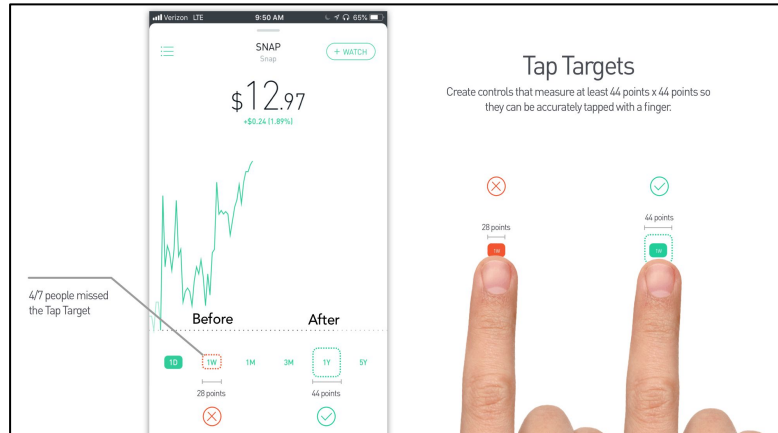 Verizon LTE 9:50 AM 65%
SNAP
Snap
+ WATCH
$12.97
+$0.24 (1.89%)
4/7 people missed
the Tap Target
Before After
1D 1W 1M 3M 1Y 5Y
28 points 44 points
Tap Targets
Create controls that measure at least 44 points x 44 points so
they can be accurately tapped with a finger.
28 points
1W
44 points
1W